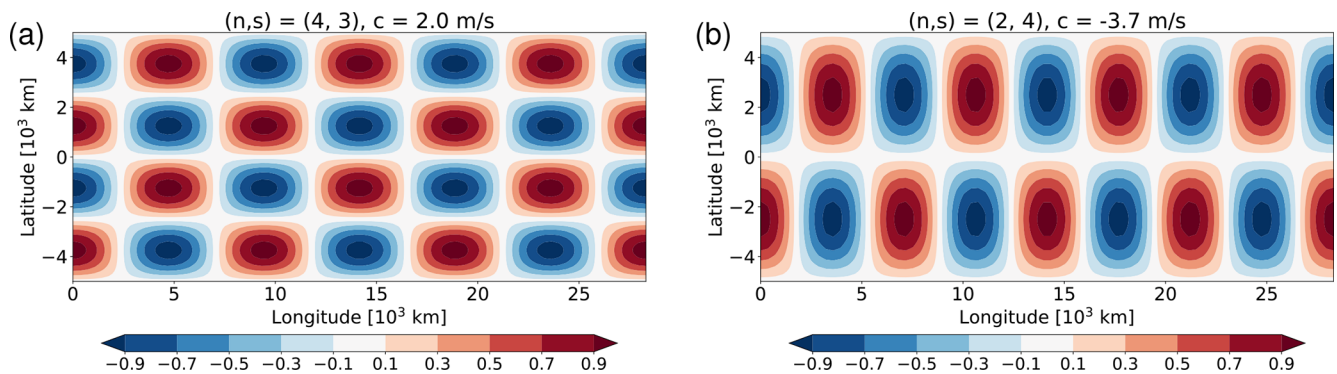 (a)
(n,s) = (4, 3), c = 2.0 m/s
Latitude [10³ km]
4
2
0
−2
−4
0 5 10 15 20 25
Longitude [10³ km]
−0.9 −0.7 −0.5 −0.3 −0.1 0.1 0.3 0.5 0.7 0.9
(b)
(n,s) = (2, 4), c = -3.7 m/s
Latitude [10³ km]
4
2
0
−2
−4
0 5 10 15 20 25
Longitude [10³ km]
−0.9 −0.7 −0.5 −0.3 −0.1 0.1 0.3 0.5 0.7 0.9